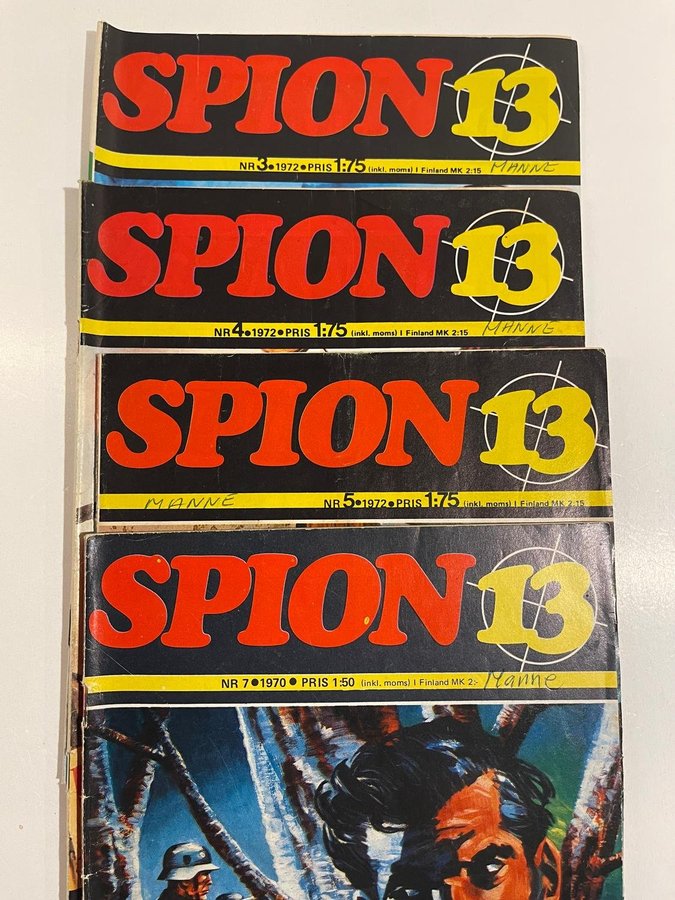 SPION 13
NR 3 • 1972 • PRIS 1:75 (inkl. moms) I Finland MK 2:15 MANNE
SPION 13
NR 4 • 1972 • PRIS 1:75 (inkl. moms) I Finland MK 2:15 MANNE
SPION 13
MANNE NR 5 • 1972 • PRIS 1:75 (inkl. moms) I Finland MK 2:15
SPION 13
NR 7 • 1970 • PRIS 1:50 (inkl. moms) I Finland MK 2:- Manne